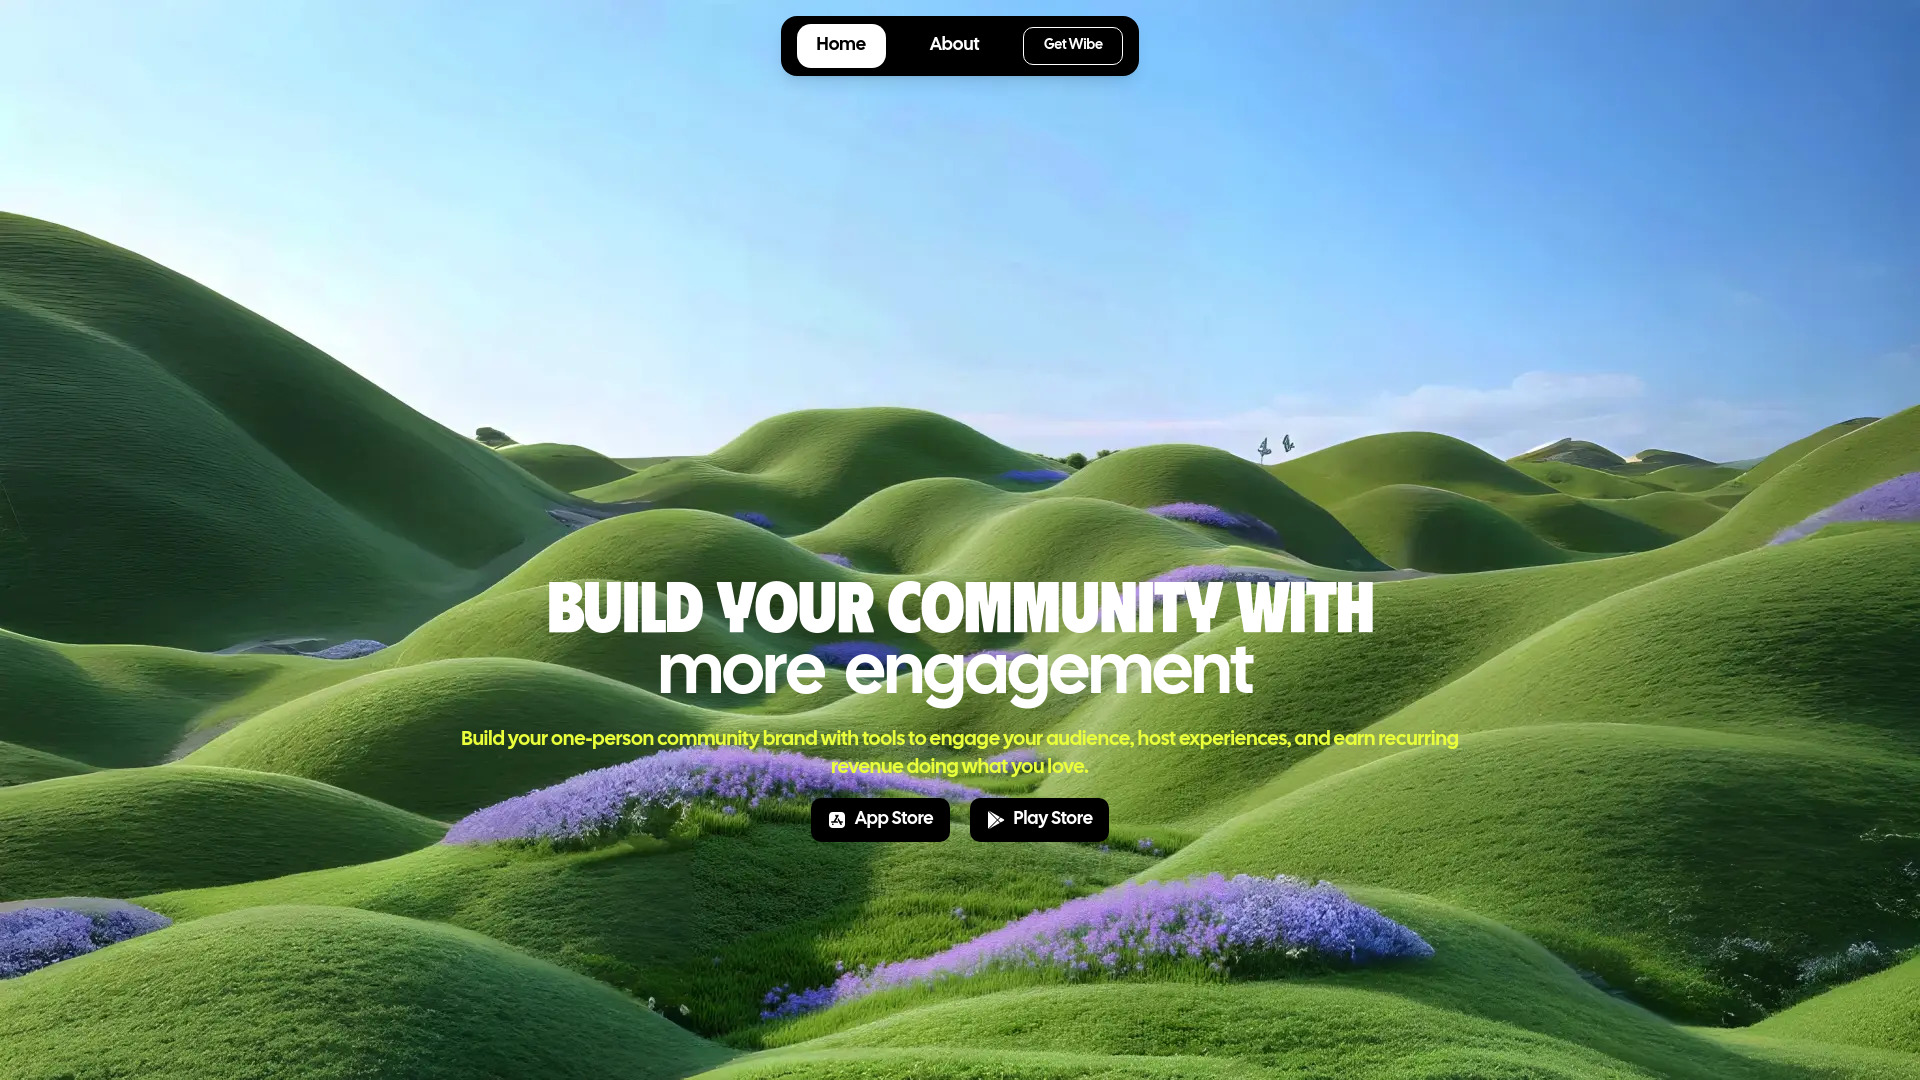 Home
About
Get Wibe
BUILD YOUR COMMUNITY WITH
more engagement
Build your one-person community brand with tools to engage your audience, host experiences, and earn recurring
revenue doing what you love.
App Store
Play Store